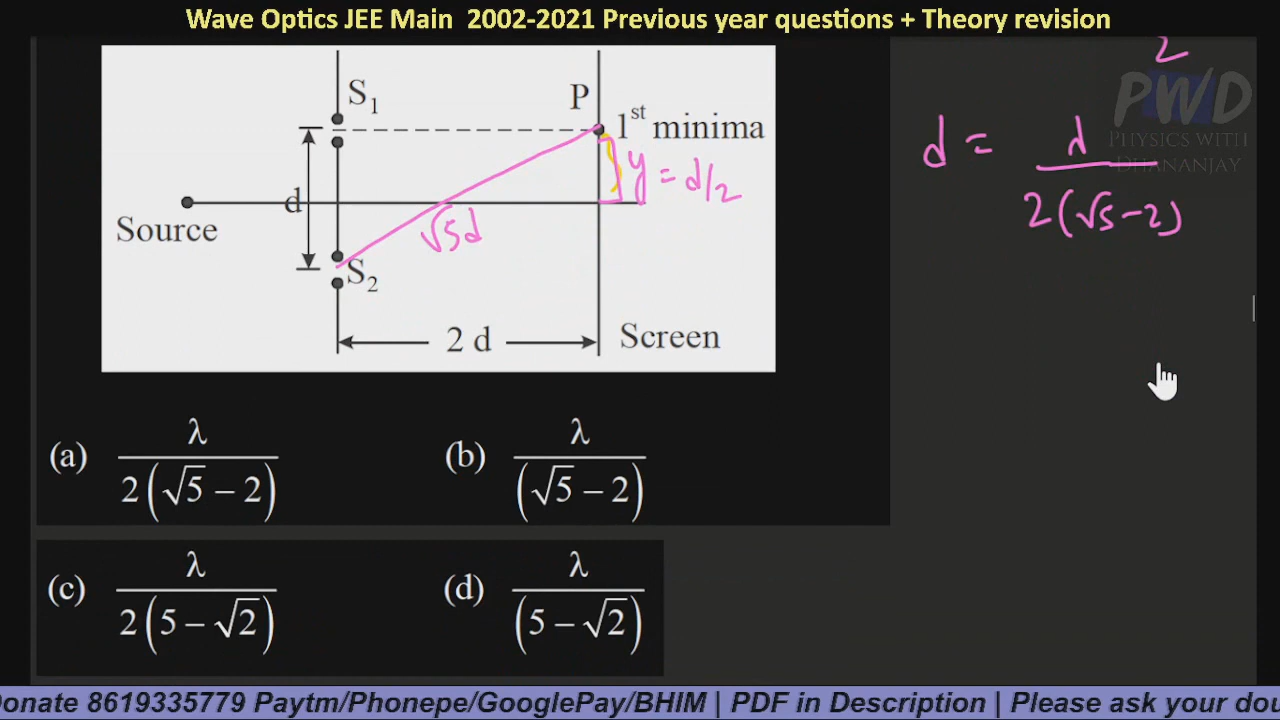 Wave Optics JEE Main 2002-2021 Previous year questions + Theory revision
2
PWD
PHYSICS WITH
DHANANJAY
S1
P
1st minima
y = d/2
d
Source
√5d
S2
2 d
Screen
d = λ / 2(√5-2)
(a) λ / 2(√5 − 2)
(b) λ / (√5 − 2)
(c) λ / 2(5 − √2)
(d) λ / (5 − √2)
Donate 8619335779 Paytm/Phonepe/GooglePay/BHIM | PDF in Description | Please ask your dou